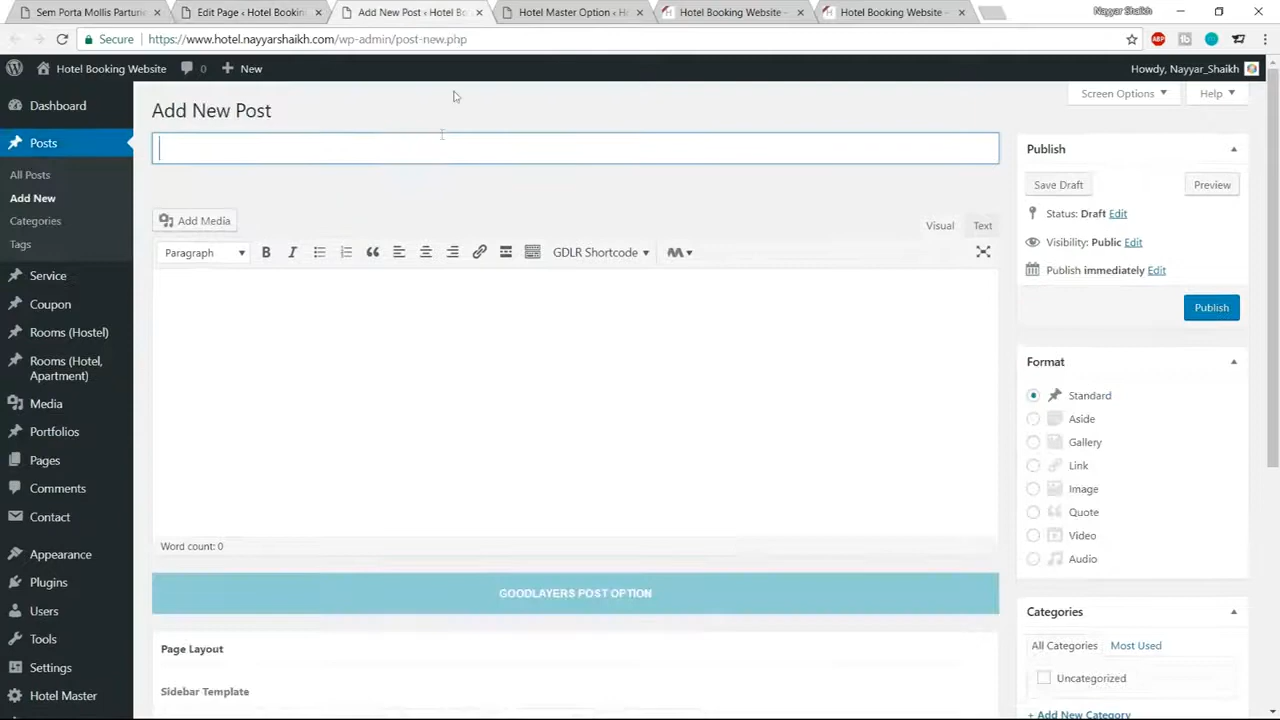 Sem Porta Mollis Parturie
Edit Page ‹ Hotel Bookin
Add New Post ‹ Hotel Bo
Hotel Master Option ‹ H
Hotel Booking Website –
Hotel Booking Website –
Nayyar Shaikh
Secure
https://www.hotel.nayyarshaikh.com/wp-admin/post-new.php
ABP
Hotel Booking Website
0
+ New
Howdy, Nayyar_Shaikh
Dashboard
Posts
All Posts
Add New
Categories
Tags
Service
Coupon
Rooms (Hostel)
Rooms (Hotel,
Apartment)
Media
Portfolios
Pages
Comments
Contact
Appearance
Plugins
Users
Tools
Settings
Hotel Master
Add New Post
Screen Options
Help
Add Media
Visual
Text
Paragraph
B
I
GDLR Shortcode
Word count: 0
GOODLAYERS POST OPTION
Page Layout
Sidebar Template
Publish
Save Draft
Preview
Status: Draft Edit
Visibility: Public Edit
Publish immediately Edit
Publish
Format
Standard
Aside
Gallery
Link
Image
Quote
Video
Audio
Categories
All Categories
Most Used
Uncategorized
+ Add New Category